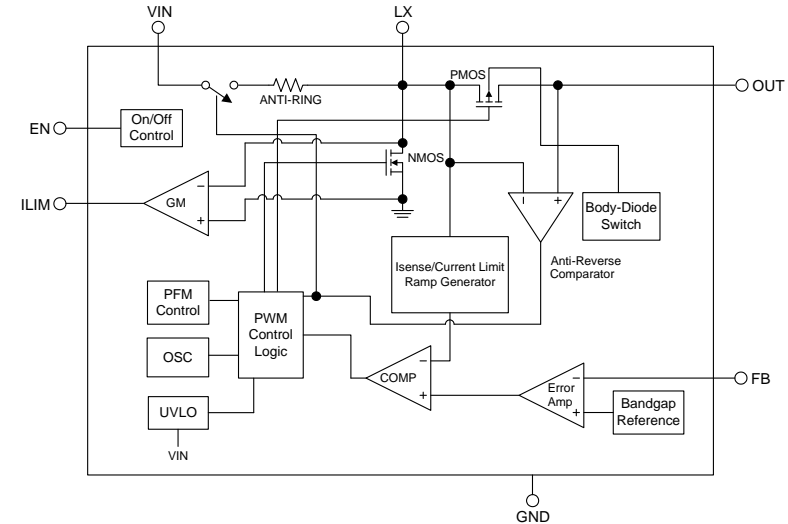 VIN
LX
PMOS
OUT
ANTI-RING
EN
On/Off
Control
NMOS
ILIM
−
GM
+
−
+
Body-Diode
Switch
Isense/Current Limit
Ramp Generator
Anti-Reverse
Comparator
PFM
Control
PWM
Control
Logic
OSC
−
COMP
+
−
Error
Amp
+
FB
Bandgap
Reference
UVLO
VIN
GND